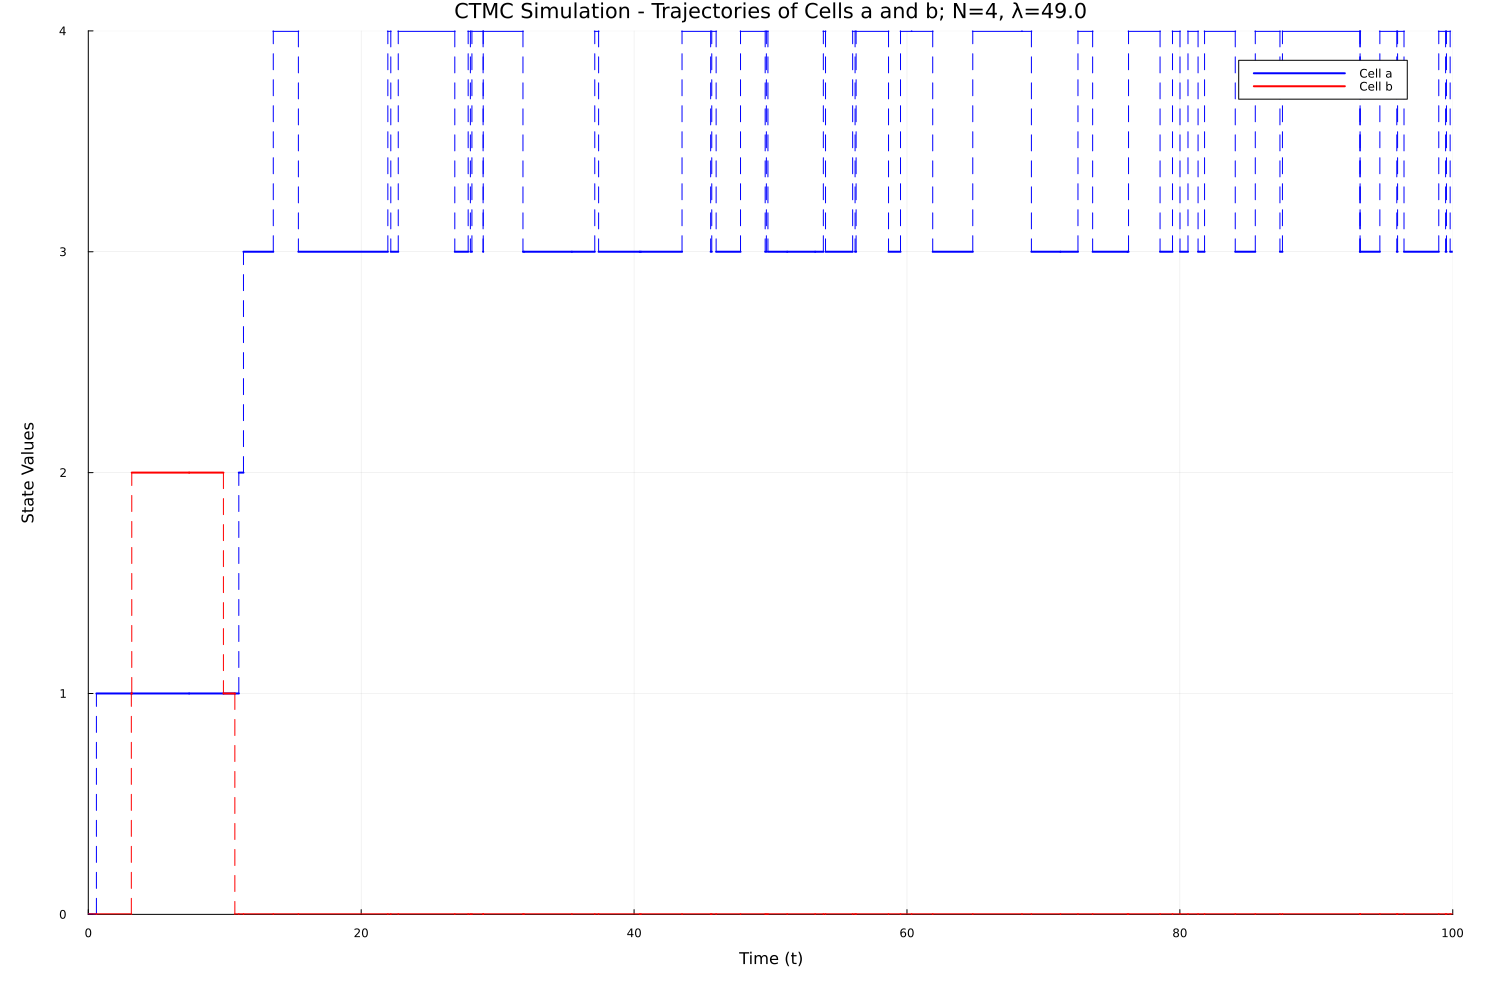 CTMC Simulation - Trajectories of Cells a and b; N=4, λ=49.0
4
Cell a
Cell b
3
State Values
2
1
0
0 20 40 60 80 100
Time (t)